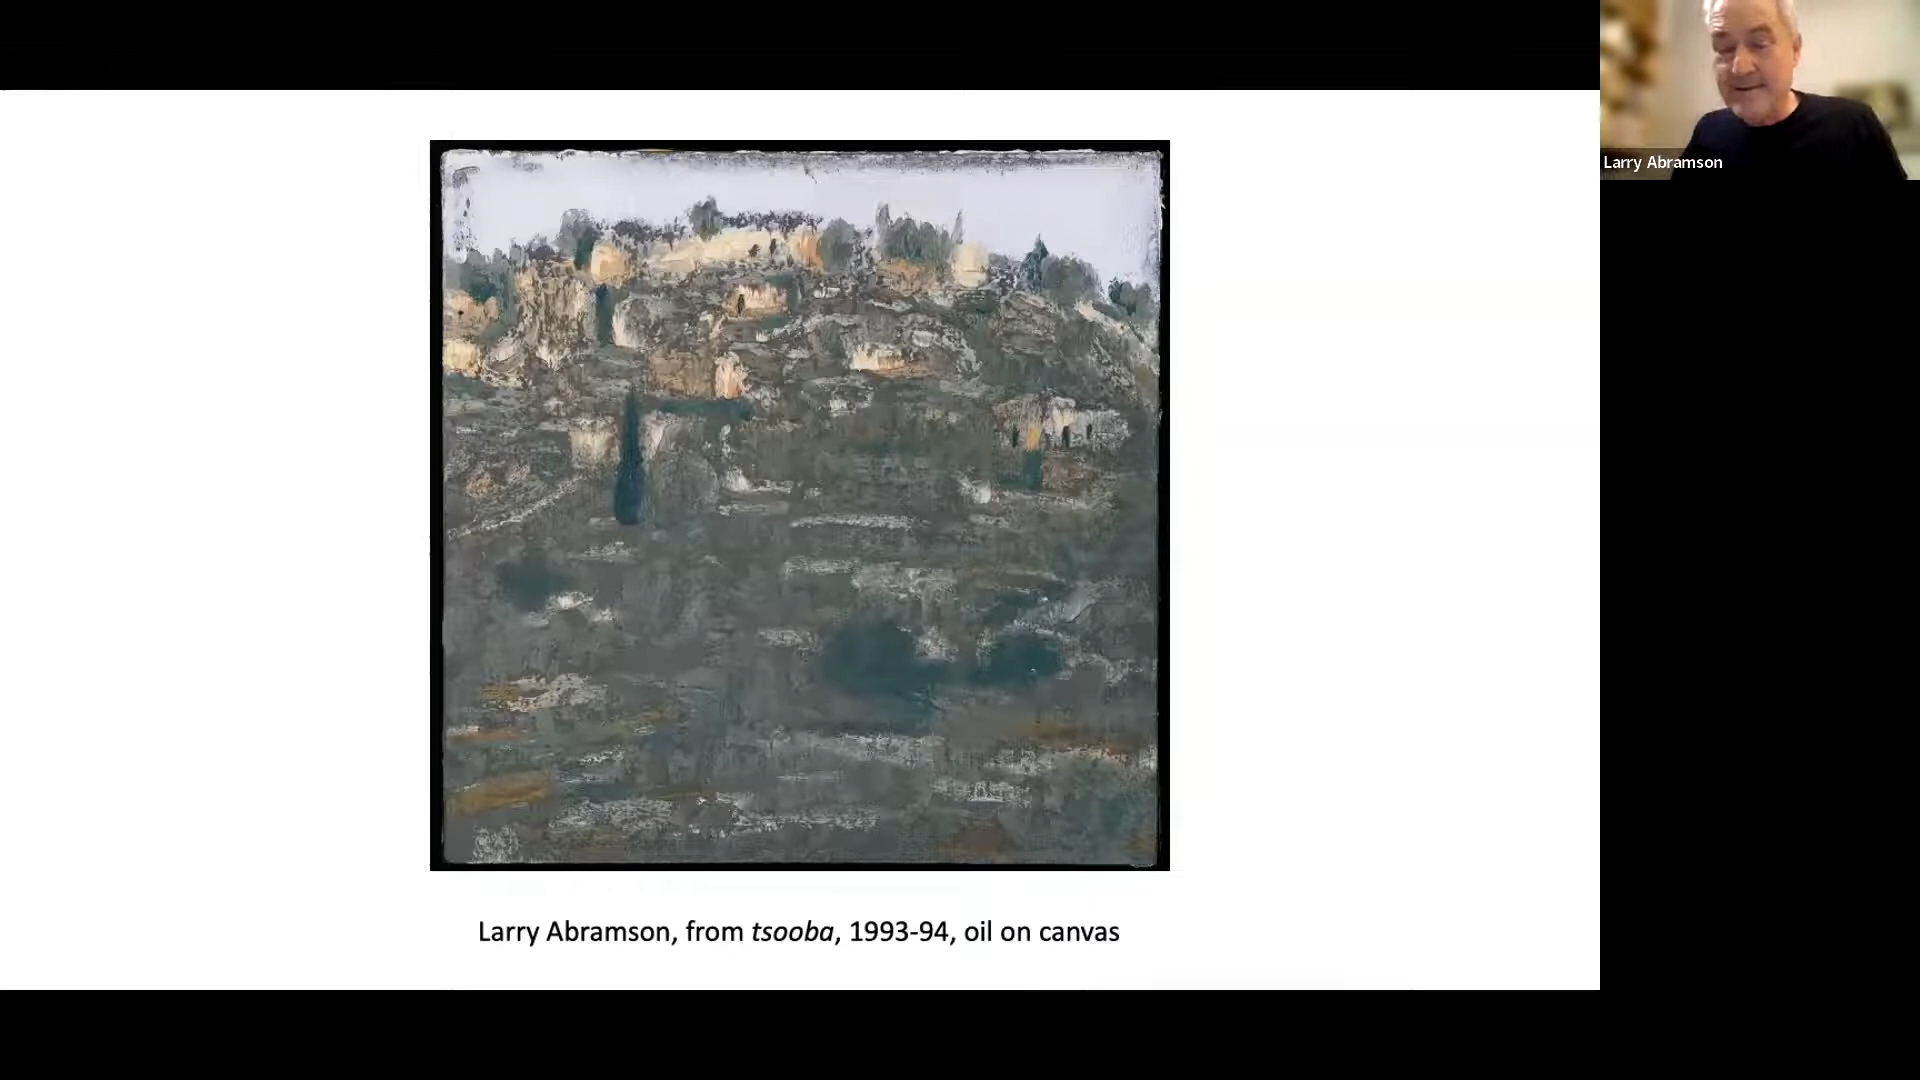 Larry Abramson
Larry Abramson, from tsooba, 1993-94, oil on canvas